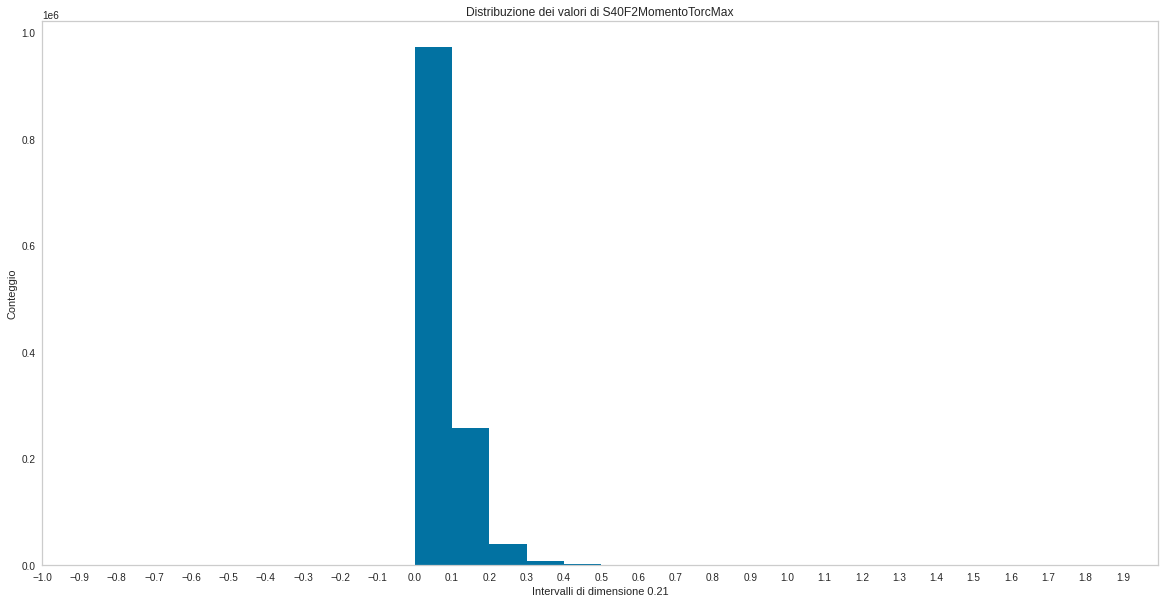 Distribuzione dei valori di S40F2MomentoTorcMax
1e6
1.0
0.8
0.6
0.4
0.2
0.0
Conteggio
−1.0 −0.9 −0.8 −0.7 −0.6 −0.5 −0.4 −0.3 −0.2 −0.1 0.0 0.1 0.2 0.3 0.4 0.5 0.6 0.7 0.8 0.9 1.0 1.1 1.2 1.3 1.4 1.5 1.6 1.7 1.8 1.9
Intervalli di dimensione 0.21